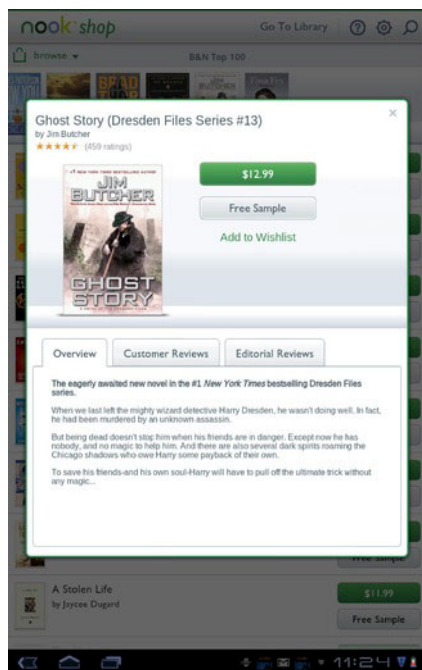 nook shop
Go To Library
browse
B&N Top 100
Ghost Story (Dresden Files Series #13)
by Jim Butcher
(459 ratings)
JIM
BUTCHER
GHOST
STORY
$12.99
Free Sample
Add to Wishlist
Overview
Customer Reviews
Editorial Reviews
The eagerly awaited new novel in the #1 New York Times bestselling Dresden Files
series.
When we last left the mighty wizard detective Harry Dresden, he wasn't doing well. In fact,
he had been murdered by an unknown assassin.
But being dead doesn't stop him when his friends are in danger. Except now he has
nobody, and no magic to help him. And there are also several dark spirits roaming the
Chicago shadows who owe Harry some payback of their own.
To save his friends-and his own soul-Harry will have to pull off the ultimate trick without
any magic...
Free Sample
A Stolen Life
by Jaycee Dugard
$11.99
Free Sample
11:24